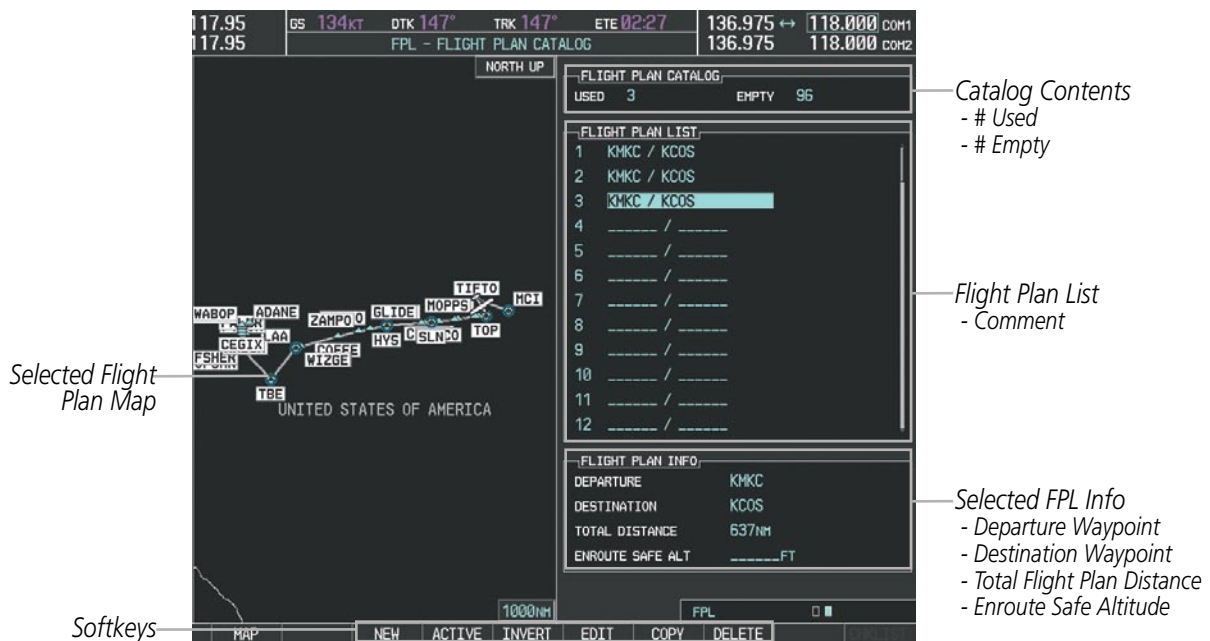 117.95
117.95
GS 134KT DTK 147° TRK 147° ETE 02:27
FPL - FLIGHT PLAN CATALOG
136.975 ↔ 118.000 COM1
136.975 118.000 COM2
NORTH UP
FLIGHT PLAN CATALOG
USED 3 EMPTY 96
FLIGHT PLAN LIST
1 KMKC / KCOS
2 KMKC / KCOS
3 KMKC / KCOS
4 ______ / ______
5 ______ / ______
6 ______ / ______
7 ______ / ______
8 ______ / ______
9 ______ / ______
10 ______ / ______
11 ______ / ______
12 ______ / ______
FLIGHT PLAN INFO
DEPARTURE KMKC
DESTINATION KCOS
TOTAL DISTANCE 637NM
ENROUTE SAFE ALT ______FT
TIFTO
MCI
MOPPS
GLIDE
ZAMPO
ADANE
WABOP
TOP
SLN
HYS
LAA
CEGIX
COFFE
WIZGE
FSHER
TBE
UNITED STATES OF AMERICA
1000NM
FPL
MAP NEW ACTIVE INVERT EDIT COPY DELETE
Catalog Contents
- # Used
- # Empty
Flight Plan List
- Comment
Selected Flight
Plan Map
Selected FPL Info
- Departure Waypoint
- Destination Waypoint
- Total Flight Plan Distance
- Enroute Safe Altitude
Softkeys